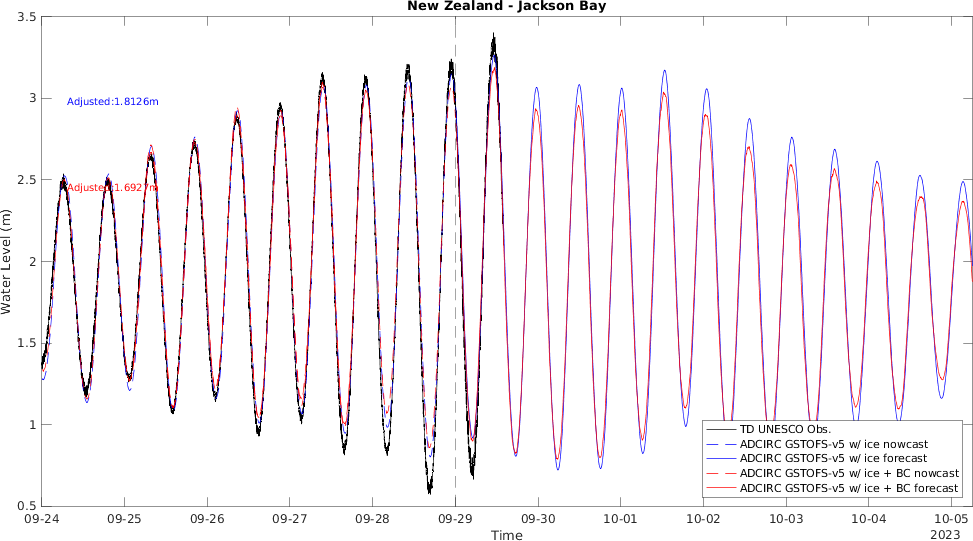 New Zealand - Jackson Bay
3.5
3
2.5
2
1.5
1
0.5
Water Level (m)
Adjusted:1.8126m
Adjusted:1.6927m
TD UNESCO Obs.
ADCIRC GSTOFS-v5 w/ ice nowcast
ADCIRC GSTOFS-v5 w/ ice forecast
ADCIRC GSTOFS-v5 w/ ice + BC nowcast
ADCIRC GSTOFS-v5 w/ ice + BC forecast
09-24 09-25 09-26 09-27 09-28 09-29 09-30 10-01 10-02 10-03 10-04 10-05
2023
Time